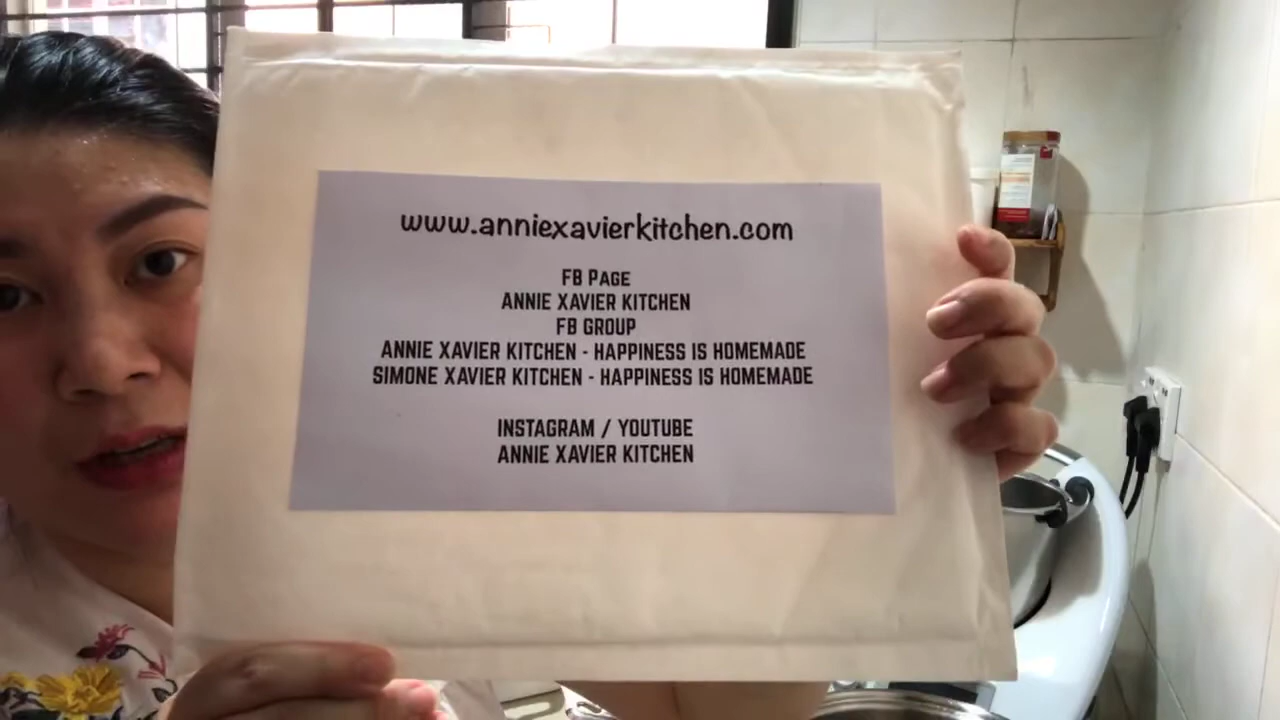 www.anniexavierkitchen.com
FB PAGE
ANNIE XAVIER KITCHEN
FB GROUP
ANNIE XAVIER KITCHEN - HAPPINESS IS HOMEMADE
SIMONE XAVIER KITCHEN - HAPPINESS IS HOMEMADE
INSTAGRAM / YOUTUBE
ANNIE XAVIER KITCHEN